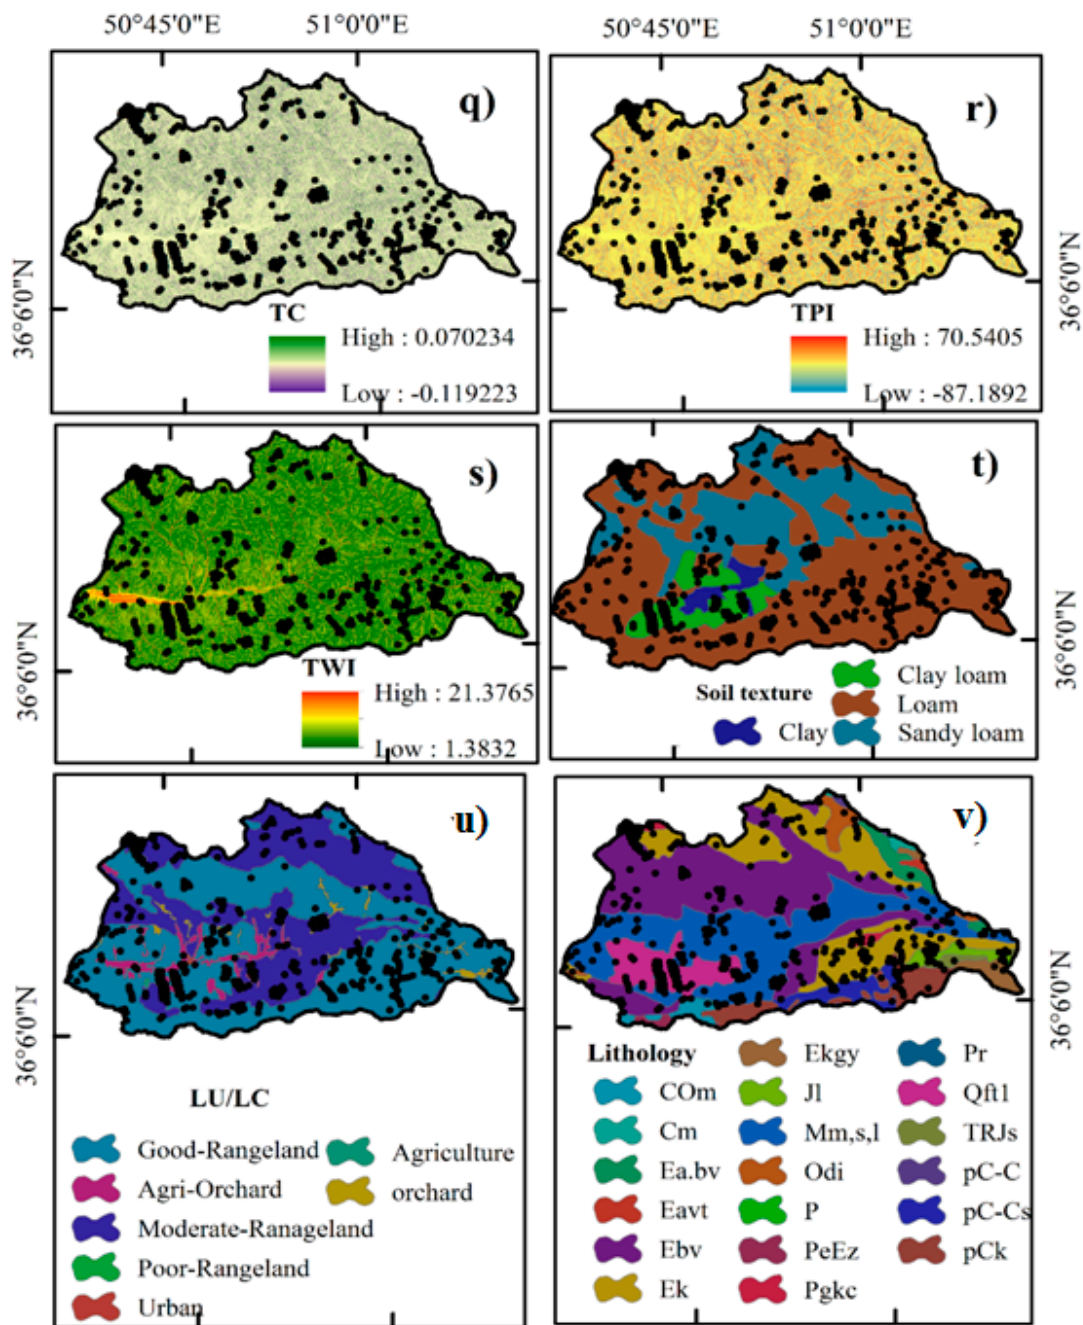 50°45'0"E 51°0'0"E 50°45'0"E 51°0'0"E
q)
r)
36°6'0"N
TC
High : 0.070234
Low : -0.119223
TPI
High : 70.5405
Low : -87.1892
36°6'0"N
s)
t)
36°6'0"N
TWI
High : 21.3765
Low : 1.3832
Soil texture
Clay
Clay loam
Loam
Sandy loam
u)
v)
36°6'0"N
LU/LC
Good-Rangeland
Agri-Orchard
Moderate-Ranageland
Poor-Rangeland
Urban
Agriculture
orchard
Lithology
COm
Cm
Ea.bv
Eavt
Ebv
Ek
Ekgy
Jl
Mm,s,l
Odi
P
PeEz
Pgkc
Pr
Qft1
TRJs
pC-C
pC-Cs
pCk
36°6'0"N